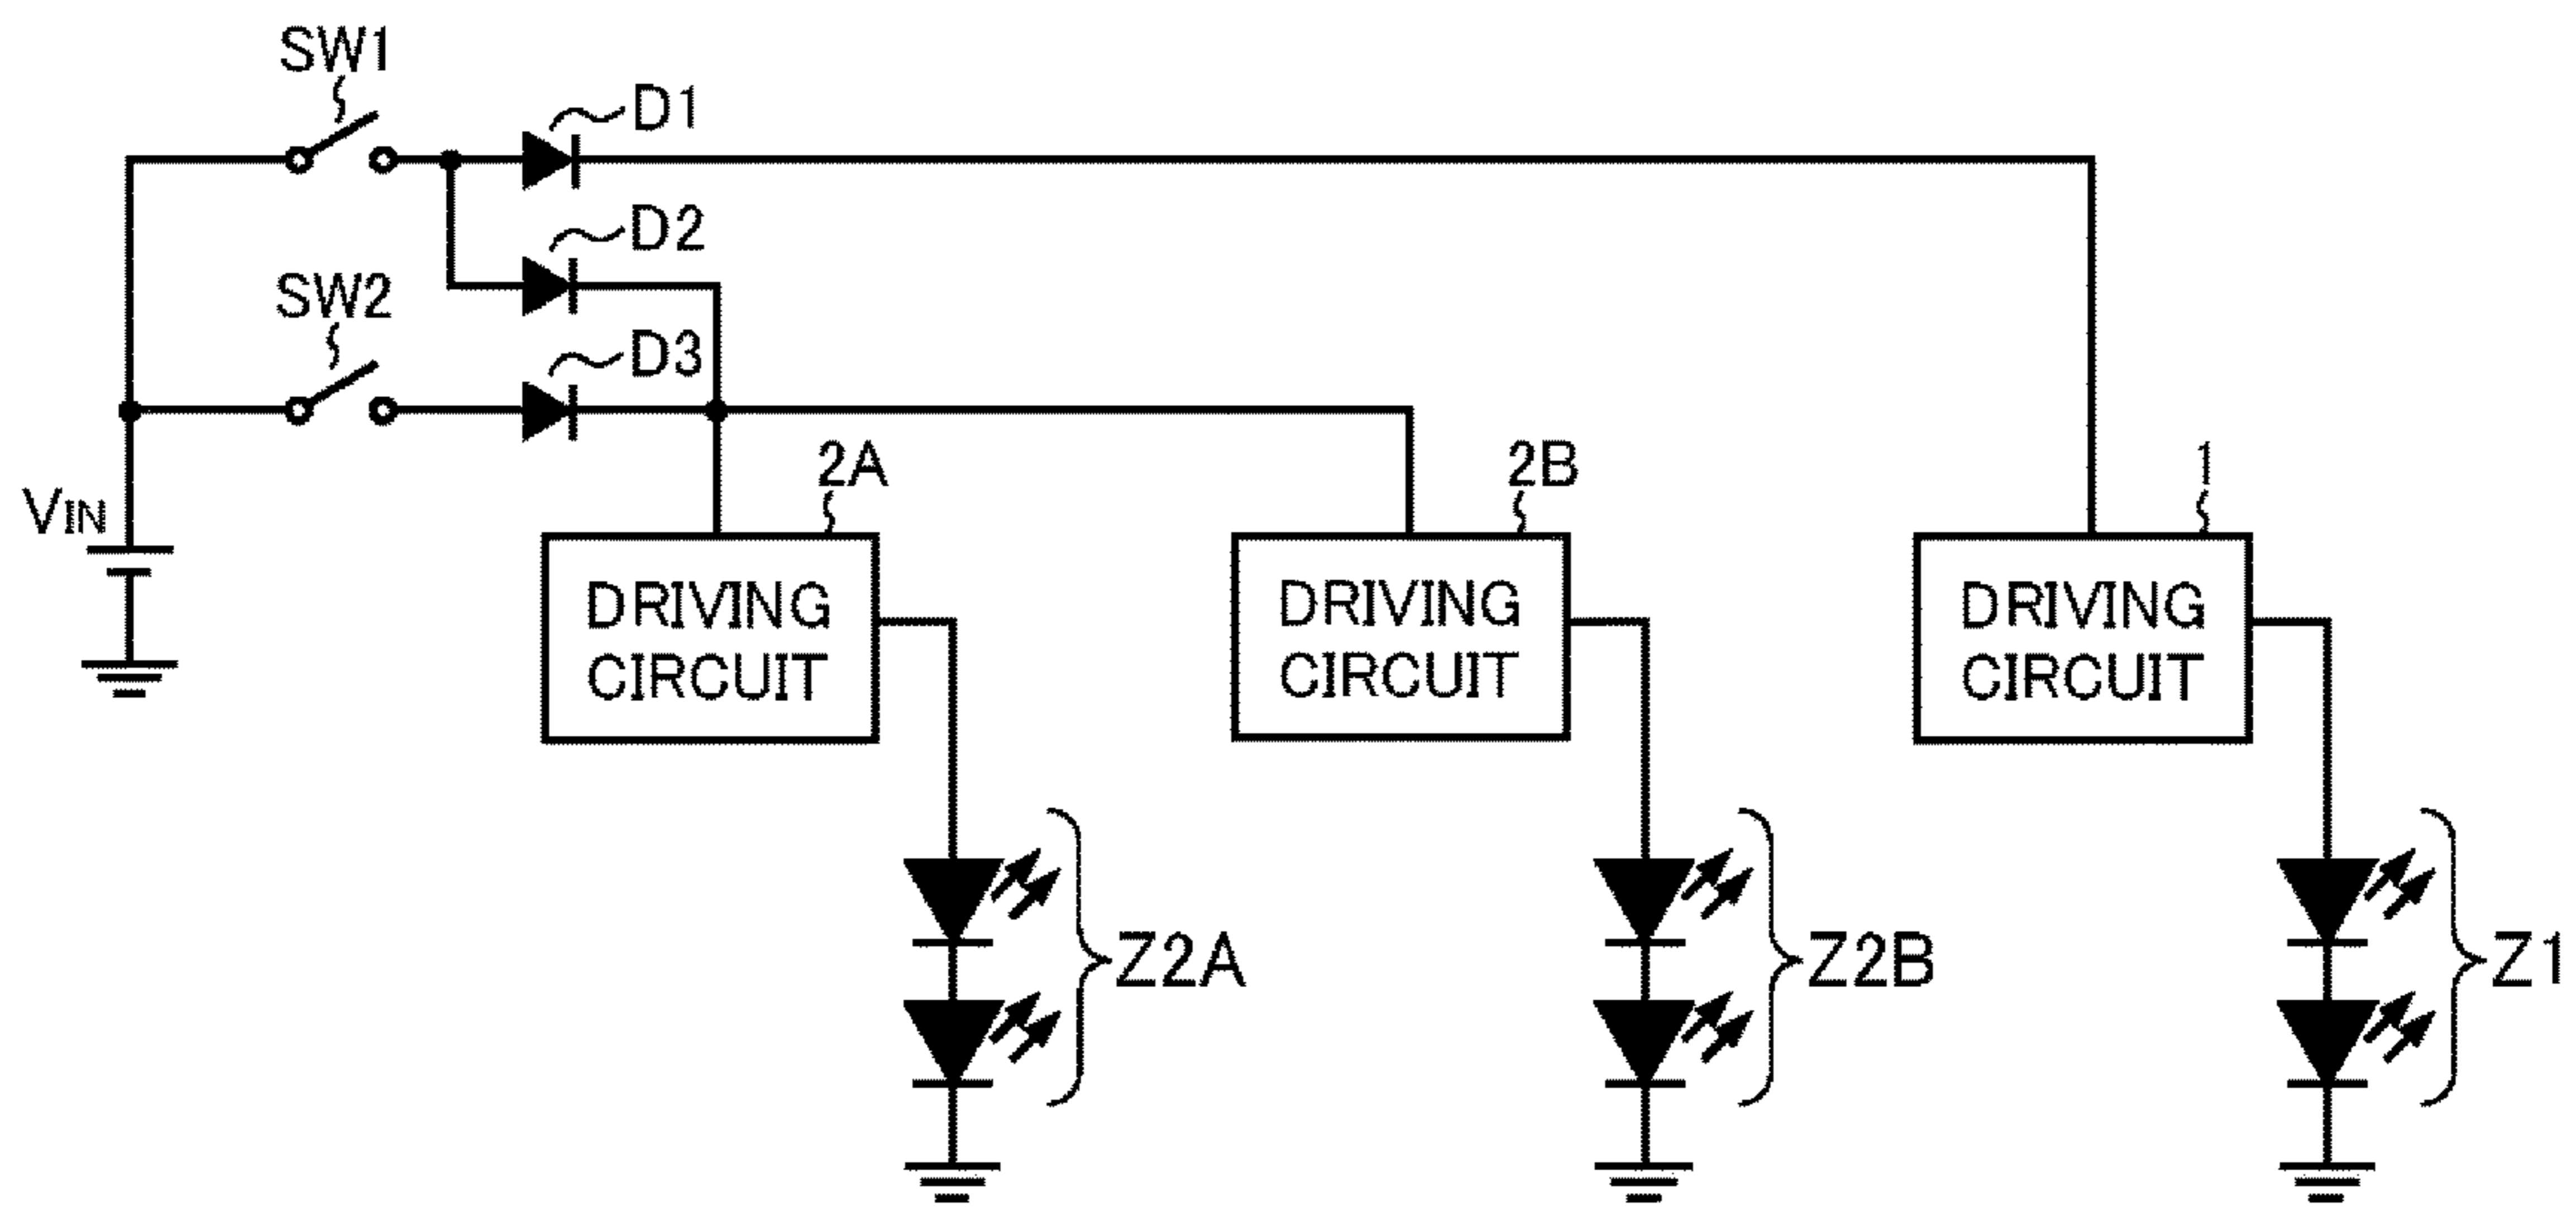 SW1
D1
D2
SW2
D3
2A
2B
1
VIN
DRIVING
CIRCUIT
DRIVING
CIRCUIT
DRIVING
CIRCUIT
Z2A
Z2B
Z1